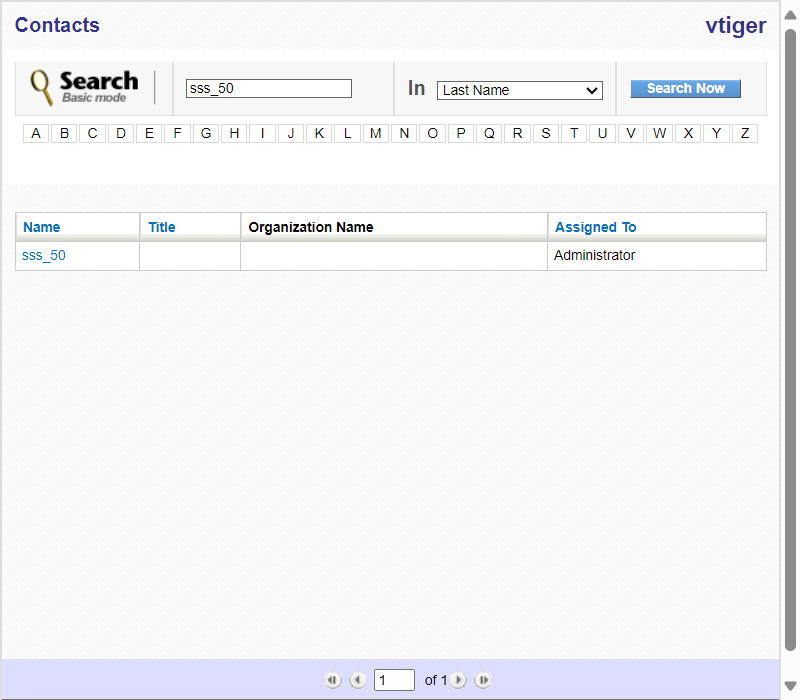 Contacts
vtiger
Search
Basic mode
sss_50
In
Last Name
Search Now
A B C D E F G H I J K L M N O P Q R S T U V W X Y Z
Name Title Organization Name Assigned To
sss_50 Administrator
1 of 1